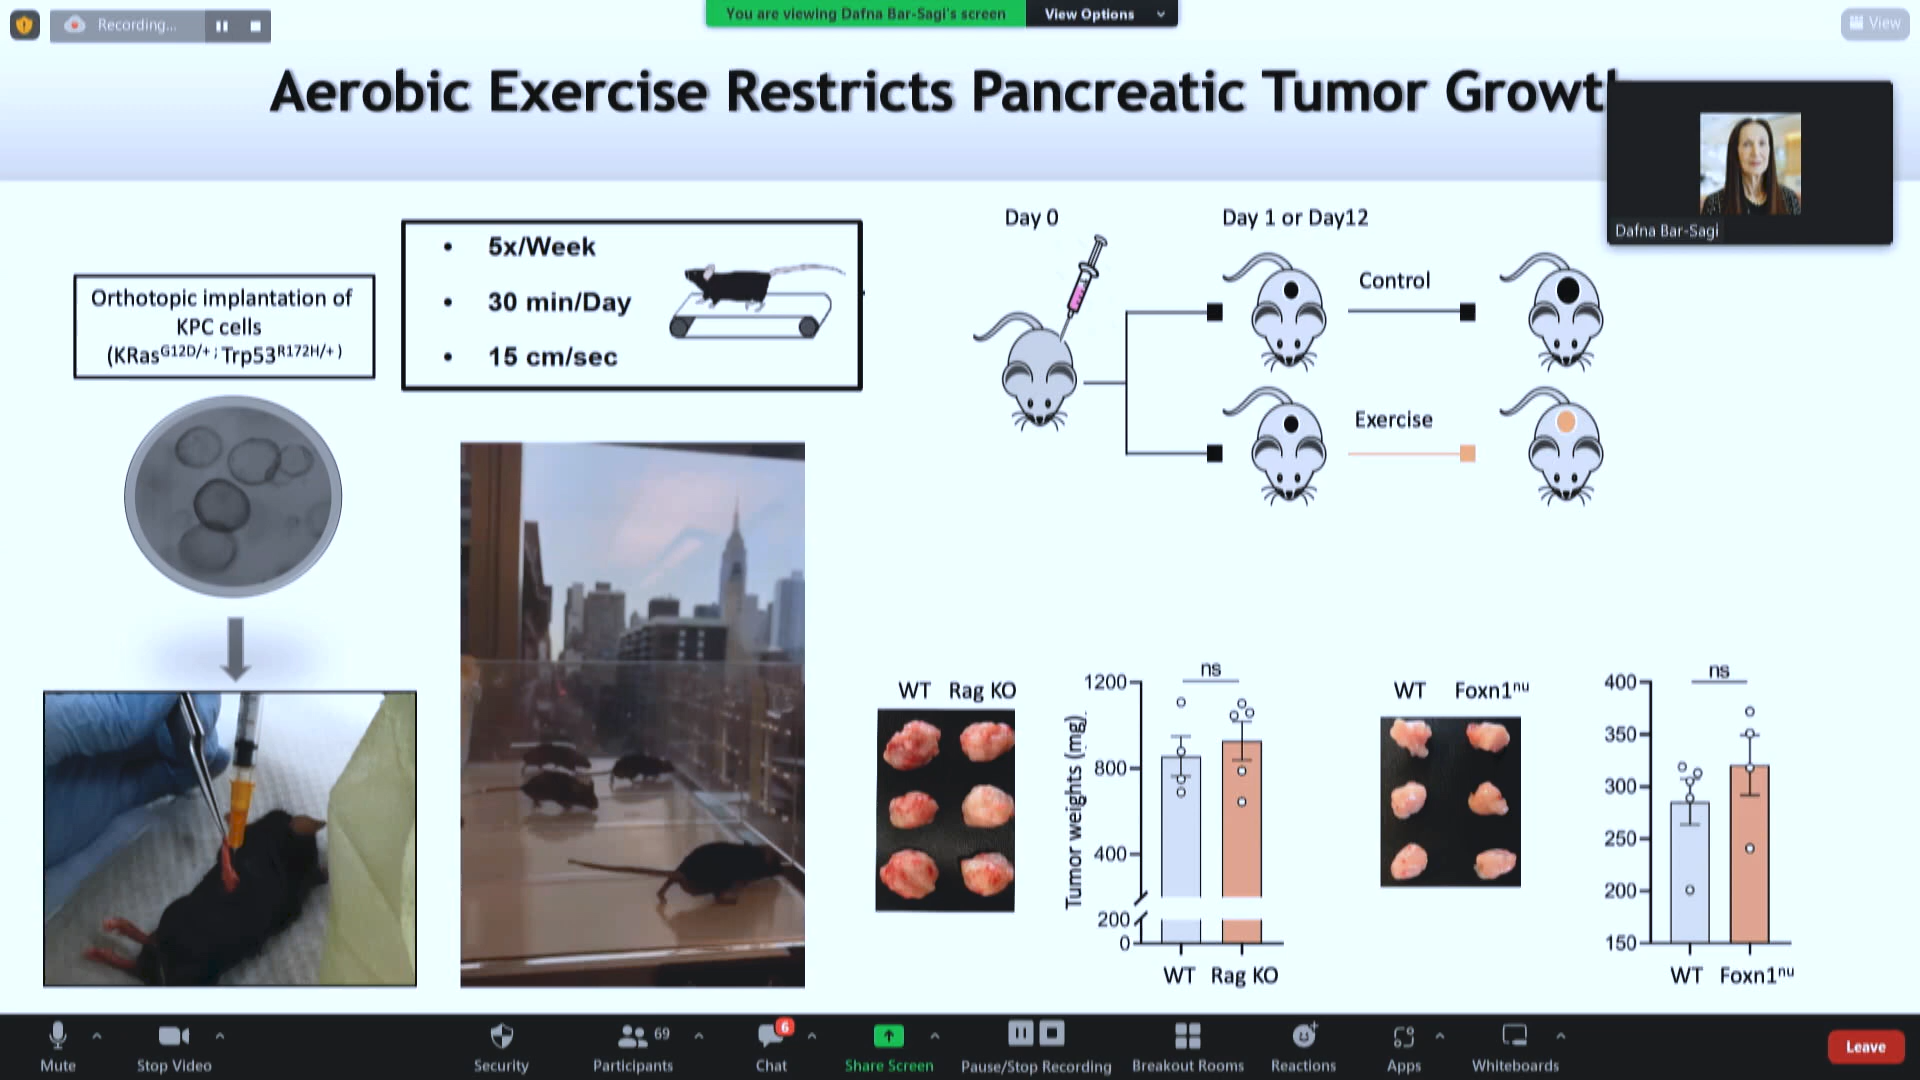 Recording...
You are viewing Dafna Bar-Sagi's screen
View Options
View
Aerobic Exercise Restricts Pancreatic Tumor Growth
Dafna Bar-Sagi
Orthotopic implantation of
KPC cells
(KRasG12D/+ ; Trp53R172H/+ )
• 5x/Week
• 30 min/Day
• 15 cm/sec
Day 0
Day 1 or Day12
Control
Exercise
WT Rag KO
Tumor weights (mg)
1200
800
400
200
0
ns
WT Rag KO
WT Foxn1nu
400
350
300
250
200
150
ns
WT Foxn1nu
Mute
Stop Video
Security
Participants
69
Chat
6
Share Screen
Pause/Stop Recording
Breakout Rooms
Reactions
Apps
Whiteboards
Leave